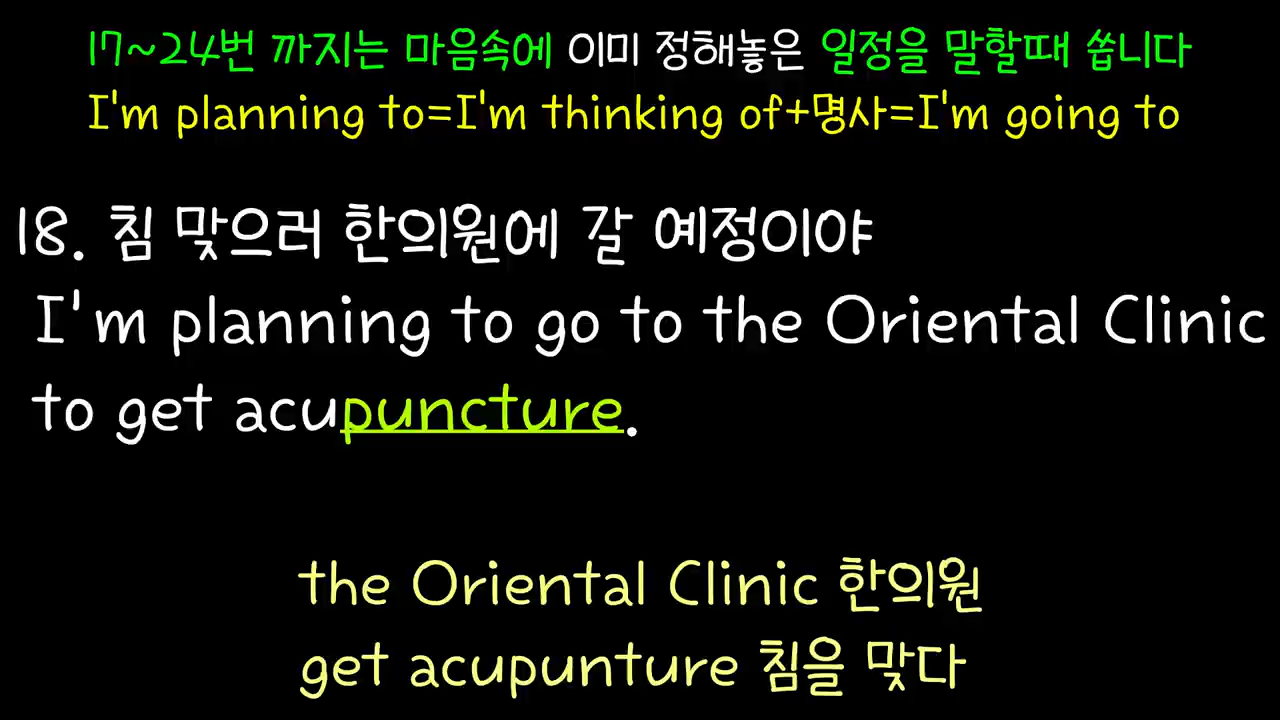 17~24번 까지는 마음속에 이미 정해놓은 일정을 말할때 씁니다
I'm planning to=I'm thinking of+명사=I'm going to
18. 침 맞으러 한의원에 갈 예정이야
I'm planning to go to the Oriental Clinic
to get acupuncture.
the Oriental Clinic 한의원
get acupunture 침을 맞다